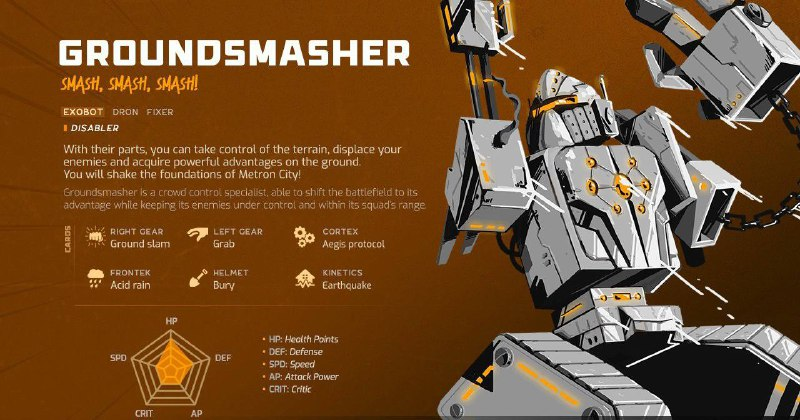 GROUNDSMASHER
SMASH, SMASH, SMASH!
EXOBOT DRON FIXER
DISABLER
With their parts, you can take control of the terrain, displace your
enemies and acquire powerful advantages on the ground.
You will shake the foundations of Metron City!
Groundsmasher is a crowd control specialist, able to shift the battlefield to its
advantage while keeping its enemies under control and within its squad's range.
CARDS
RIGHT GEAR
Ground slam
LEFT GEAR
Grab
CORTEX
Aegis protocol
FRONTEK
Acid rain
HELMET
Bury
KINETICS
Earthquake
HP
SPD
DEF
CRIT
AP
• HP: Health Points
• DEF: Defense
• SPD: Speed
• AP: Attack Power
• CRIT: Critic